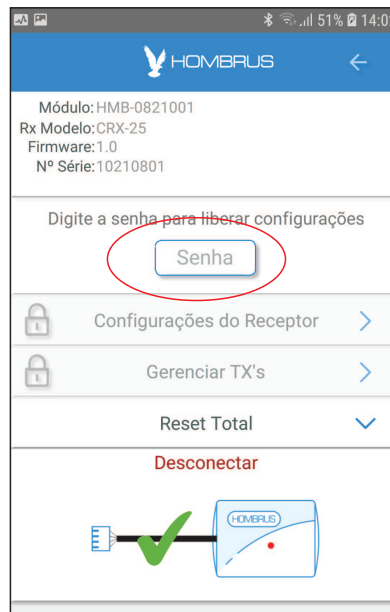 51% 14:0
HOMBRUS
Módulo: HMB-0821001
Rx Modelo: CRX-25
Firmware: 1.0
Nº Série: 10210801
Digite a senha para liberar configurações
Senha
Configurações do Receptor
Gerenciar TX's
Reset Total
Desconectar
HOMBRUS